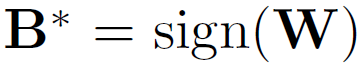 B* = sign(W)